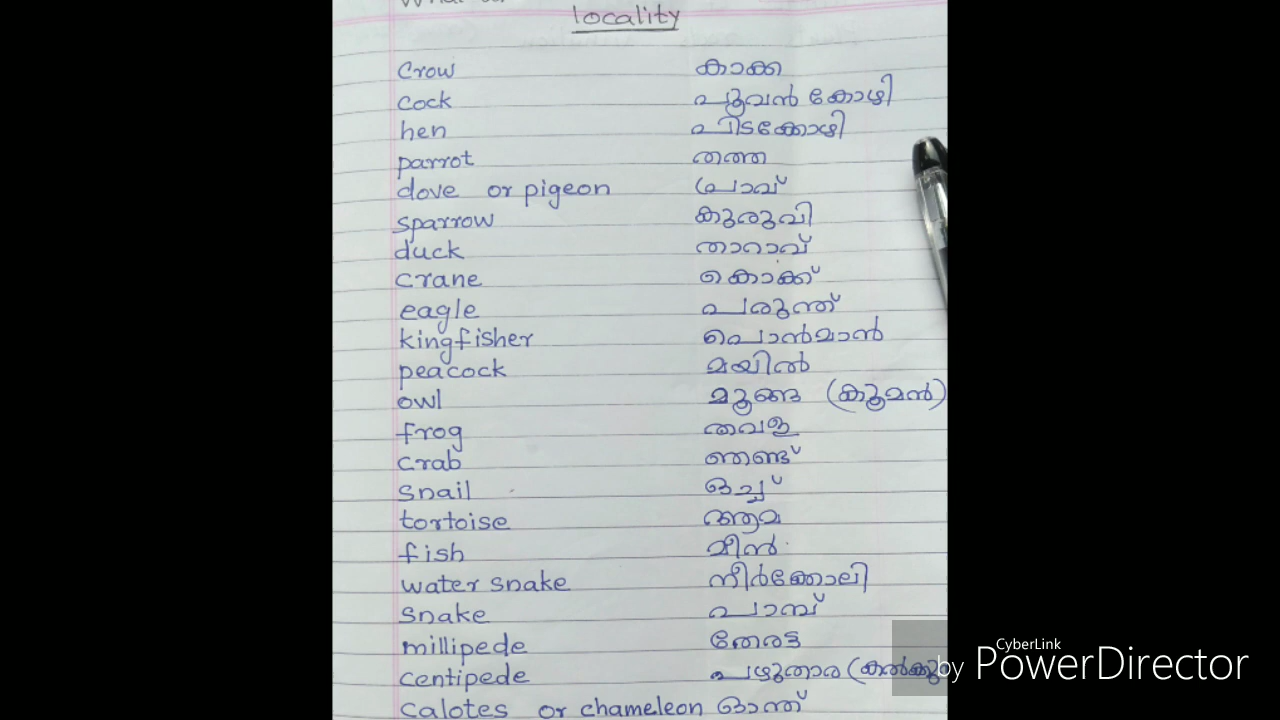 locality
Crow കാക്ക
cock പൂവൻ കോഴി
hen പിടക്കോഴി
parrot തത്ത
dove or pigeon പ്രാവ്
sparrow കുരുവി
duck താറാവ്
crane കൊക്ക്
eagle പരുന്ത്
kingfisher പൊൻമാൻ
peacock മയിൽ
owl മൂങ്ങ (കൂമൻ)
frog തവള
crab ഞണ്ട്
snail ഒച്ച്
tortoise ആമ
fish മീൻ
water snake നീർക്കോലി
snake പാമ്പ്
millipede തേരട്ട
centipede പഴുതാര
calotes or chameleon ഓന്ത്
CyberLink
by PowerDirector